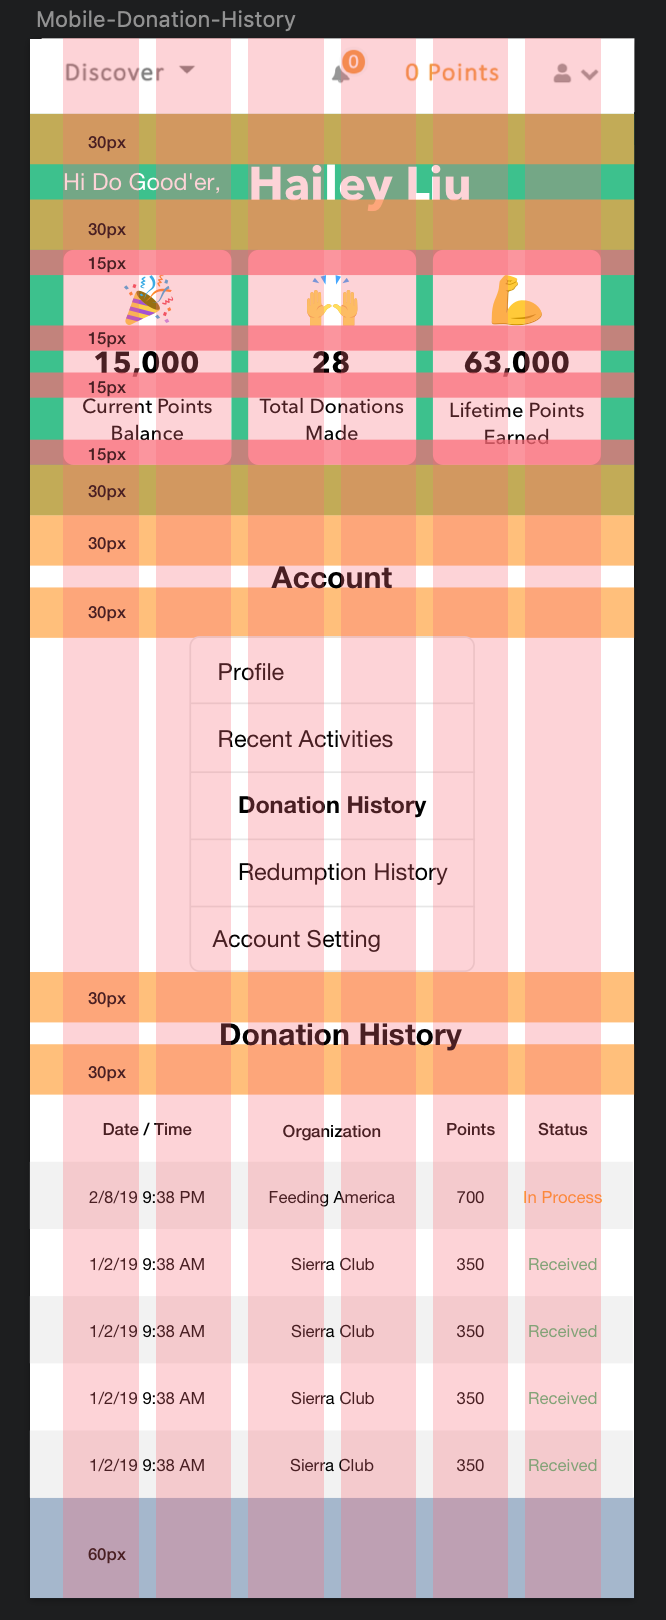 Mobile-Donation-History
Discover 0 0 Points
30px
Hi Do Good'er, Hailey Liu
30px
15px
15px
15,000 28 63,000
15px
Current Points Total Donations Lifetime Points
Balance Made Earned
15px
30px
30px
Account
30px
Profile
Recent Activities
Donation History
Redumption History
Account Setting
30px
Donation History
30px
Date / Time Organization Points Status
2/8/19 9:38 PM Feeding America 700 In Process
1/2/19 9:38 AM Sierra Club 350 Received
1/2/19 9:38 AM Sierra Club 350 Received
1/2/19 9:38 AM Sierra Club 350 Received
1/2/19 9:38 AM Sierra Club 350 Received
60px